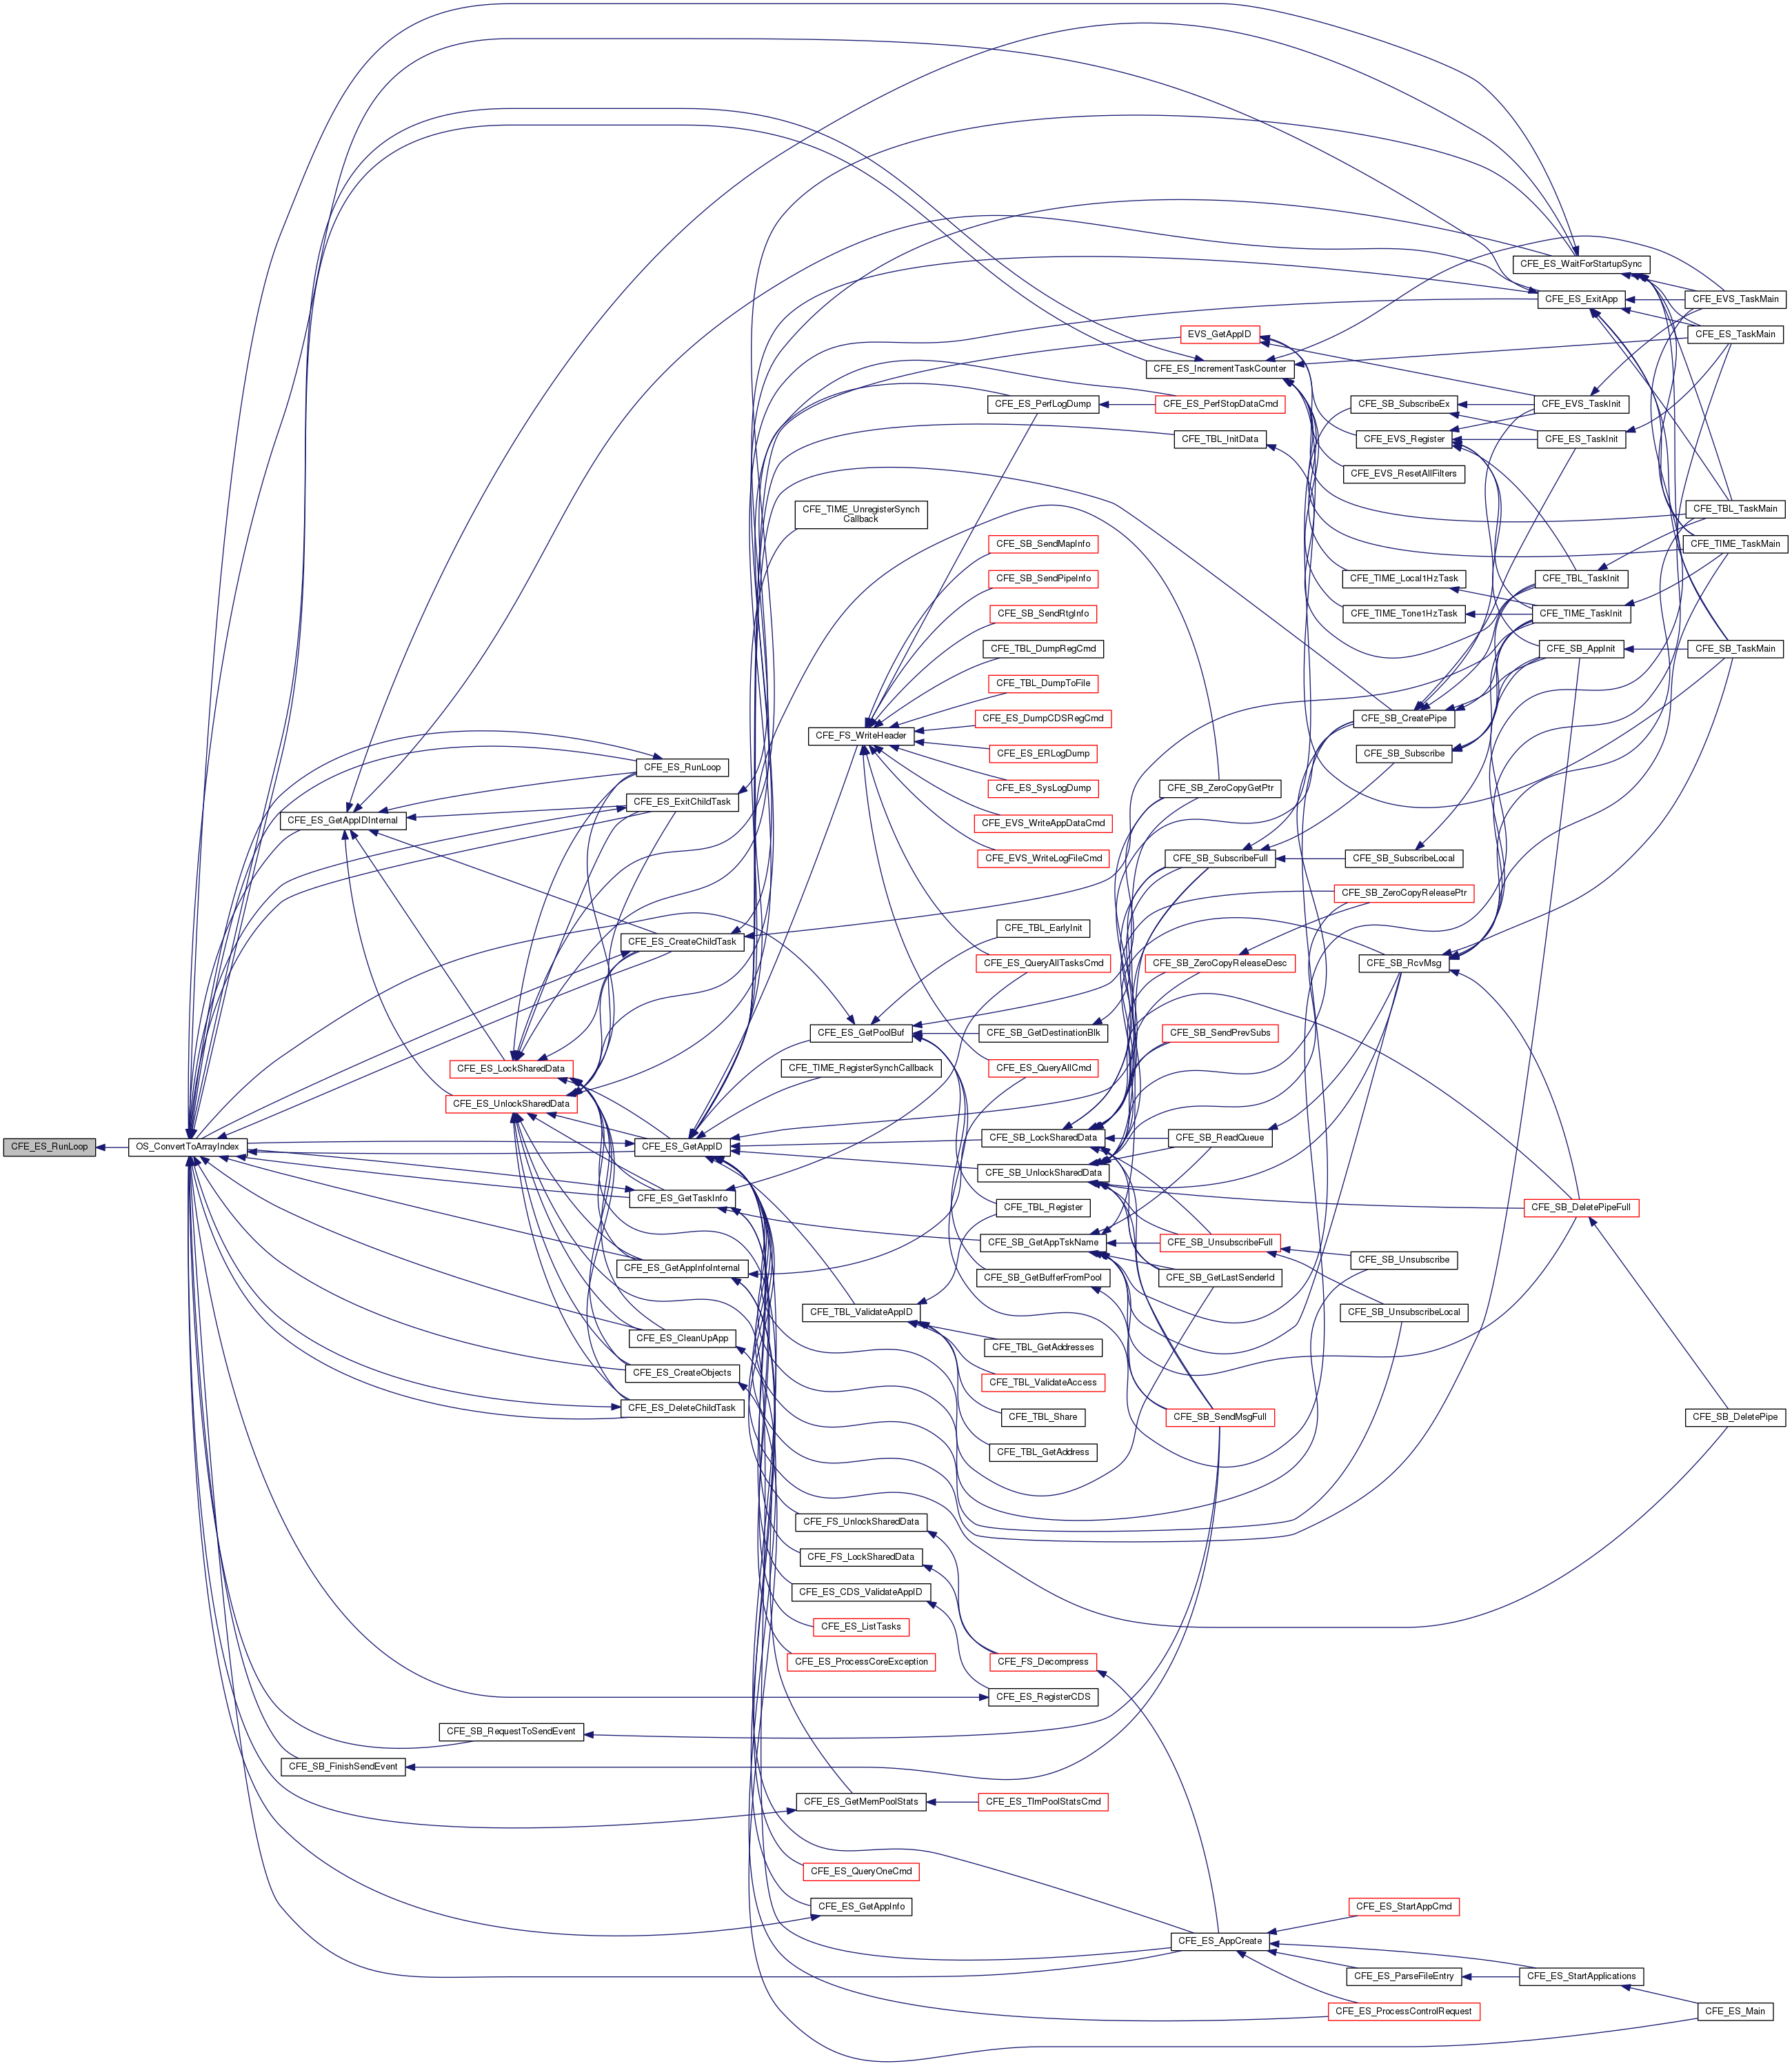 CFE_ES_WaitForStartupSync
CFE_EVS_TaskMain
CFE_ES_ExitApp
CFE_ES_TaskMain
EVS_GetAppID
CFE_ES_IncrementTaskCounter
CFE_ES_PerfLogDump
CFE_ES_PerfStopDataCmd
CFE_SB_SubscribeEx
CFE_EVS_TaskInit
CFE_TBL_InitData
CFE_EVS_Register
CFE_ES_TaskInit
CFE_EVS_ResetAllFilters
CFE_TIME_UnregisterSynch
Callback
CFE_TBL_TaskMain
CFE_SB_SendMapInfo
CFE_TIME_TaskMain
CFE_SB_SendPipeInfo
CFE_TIME_Local1HzTask
CFE_TBL_TaskInit
CFE_SB_SendRtgInfo
CFE_TIME_Tone1HzTask
CFE_TIME_TaskInit
CFE_TBL_DumpRegCmd
CFE_SB_AppInit
CFE_SB_TaskMain
CFE_TBL_DumpToFile
CFE_ES_DumpCDSRegCmd
CFE_SB_CreatePipe
CFE_FS_WriteHeader
CFE_ES_ERLogDump
CFE_SB_Subscribe
CFE_ES_RunLoop
CFE_ES_SysLogDump
CFE_SB_ZeroCopyGetPtr
CFE_ES_ExitChildTask
CFE_ES_GetAppIDInternal
CFE_EVS_WriteAppDataCmd
CFE_EVS_WriteLogFileCmd
CFE_SB_SubscribeFull
CFE_SB_SubscribeLocal
CFE_SB_ZeroCopyReleasePtr
CFE_TBL_EarlyInit
CFE_ES_CreateChildTask
CFE_ES_QueryAllTasksCmd
CFE_SB_ZeroCopyReleaseDesc
CFE_SB_RcvMsg
CFE_ES_GetPoolBuf
CFE_SB_GetDestinationBlk
CFE_SB_SendPrevSubs
CFE_ES_LockSharedData
CFE_TIME_RegisterSynchCallback
CFE_ES_QueryAllCmd
CFE_ES_UnlockSharedData
CFE_ES_RunLoop
OS_ConvertToArrayIndex
CFE_ES_GetAppID
CFE_SB_LockSharedData
CFE_SB_ReadQueue
CFE_SB_UnlockSharedData
CFE_ES_GetTaskInfo
CFE_TBL_Register
CFE_SB_DeletePipeFull
CFE_SB_GetAppTskName
CFE_SB_UnsubscribeFull
CFE_SB_Unsubscribe
CFE_ES_GetAppInfoInternal
CFE_SB_GetBufferFromPool
CFE_SB_GetLastSenderId
CFE_TBL_ValidateAppID
CFE_SB_UnsubscribeLocal
CFE_ES_CleanUpApp
CFE_TBL_GetAddresses
CFE_ES_CreateObjects
CFE_TBL_ValidateAccess
CFE_ES_DeleteChildTask
CFE_TBL_Share
CFE_SB_SendMsgFull
CFE_SB_DeletePipe
CFE_TBL_GetAddress
CFE_FS_UnlockSharedData
CFE_FS_LockSharedData
CFE_ES_CDS_ValidateAppID
CFE_ES_ListTasks
CFE_ES_ProcessCoreException
CFE_FS_Decompress
CFE_ES_RegisterCDS
CFE_SB_RequestToSendEvent
CFE_SB_FinishSendEvent
CFE_ES_GetMemPoolStats
CFE_ES_TlmPoolStatsCmd
CFE_ES_QueryOneCmd
CFE_ES_GetAppInfo
CFE_ES_StartAppCmd
CFE_ES_AppCreate
CFE_ES_ParseFileEntry
CFE_ES_StartApplications
CFE_ES_ProcessControlRequest
CFE_ES_Main